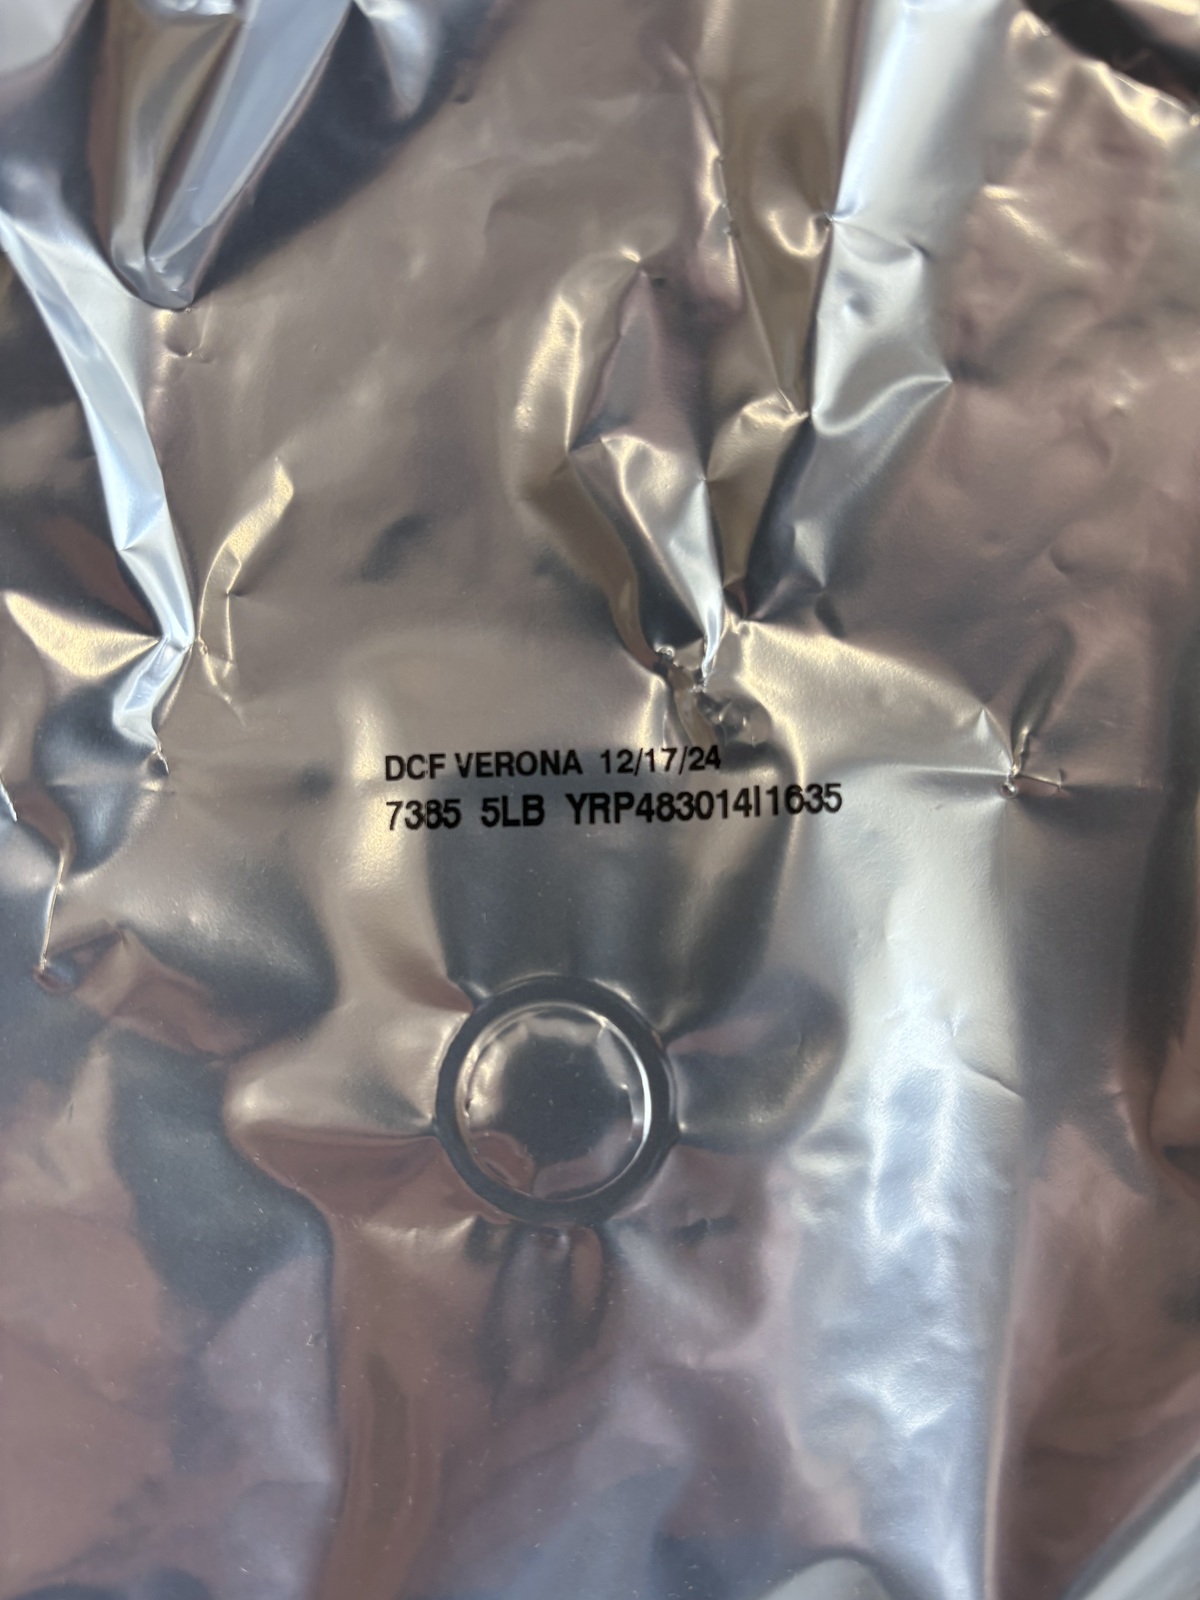 DCF VERONA 12/17/24
7385 5LB YRP483014I1635